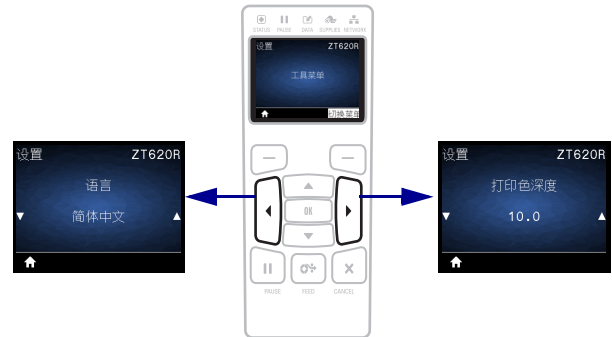 STATUS PAUSE DATA SUPPLIES NETWORK
设置 ZT620R
工具菜单
切换菜单
设置 ZT620R
语言
简体中文
设置 ZT620R
打印色深度
10.0
OK
PAUSE FEED CANCEL